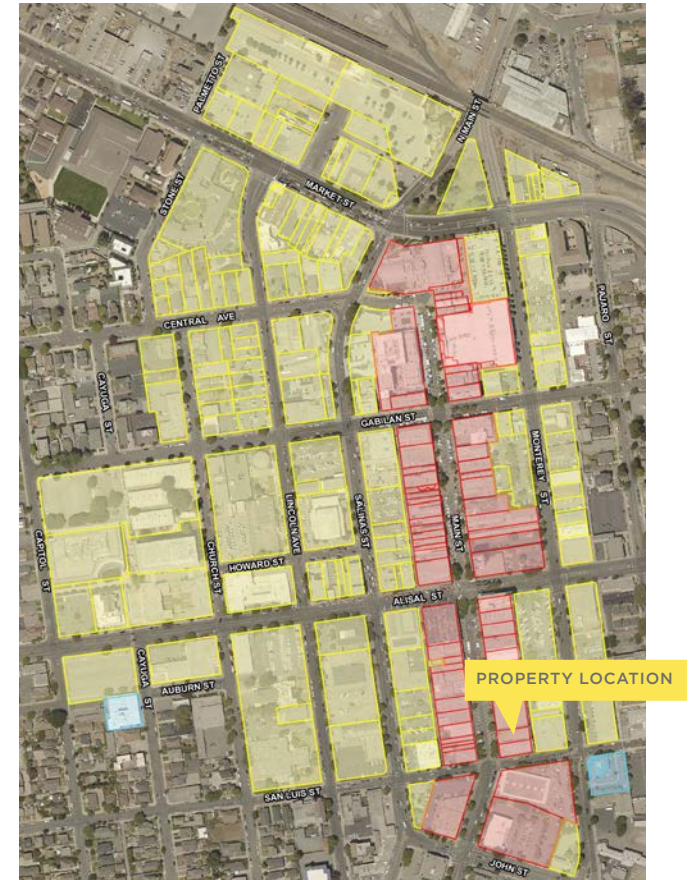 PALMETTO ST
N MAIN ST
MARKET ST
STONE ST
PAJARO ST
CENTRAL AVE
CAYUGA ST
GABILAN ST
MONTEREY ST
LINCOLN AVE
SALINAS ST
MAIN ST
CAPITOL ST
CHURCH ST
HOWARD ST
ALISAL ST
CAYUGA ST
PROPERTY LOCATION
AUBURN ST
SAN LUIS ST
JOHN ST